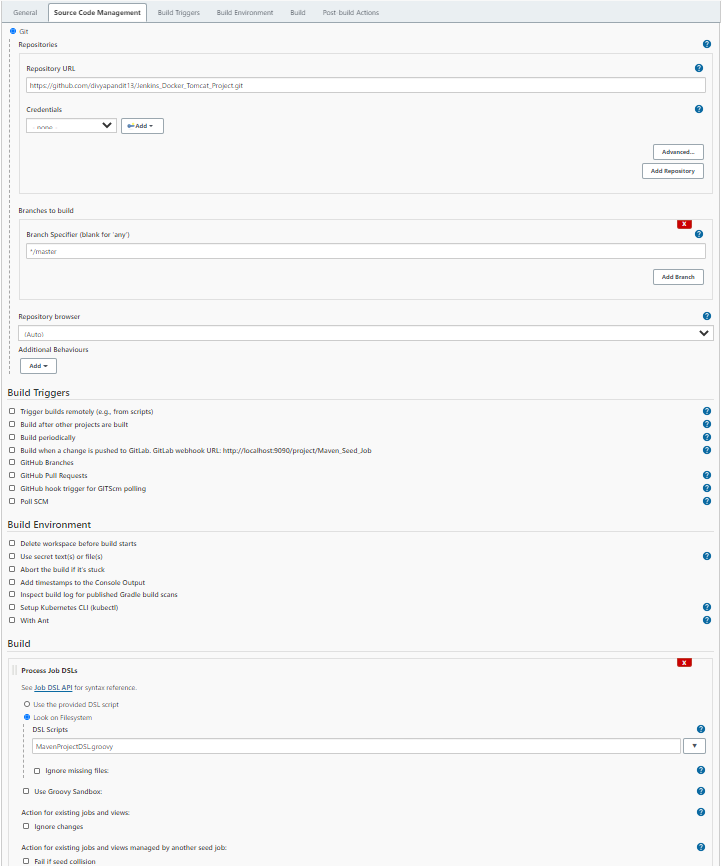 General Source Code Management Build Triggers Build Environment Build Post-build Actions
Git
Repositories
Repository URL
https://github.com/divyapandit13/Jenkins_Docker_Tomcat_Project.git
Credentials
- none - Add
Advanced...
Add Repository
Branches to build
X
Branch Specifier (blank for 'any')
*/master
Add Branch
Repository browser
(Auto)
Additional Behaviours
Add
Build Triggers
Trigger builds remotely (e.g., from scripts)
Build after other projects are built
Build periodically
Build when a change is pushed to GitLab. GitLab webhook URL: http://localhost:9090/project/Maven_Seed_Job
GitHub Branches
GitHub Pull Requests
GitHub hook trigger for GITScm polling
Poll SCM
Build Environment
Delete workspace before build starts
Use secret text(s) or file(s)
Abort the build if it's stuck
Add timestamps to the Console Output
Inspect build log for published Gradle build scans
Setup Kubernetes CLI (kubectl)
With Ant
Build
X
Process Job DSLs
See Job DSL API for syntax reference.
Use the provided DSL script
Look on Filesystem
DSL Scripts
MavenProjectDSL.groovy
Ignore missing files:
Use Groovy Sandbox:
Action for existing jobs and views:
Ignore changes
Action for existing jobs and views managed by another seed job:
Fail if seed collision